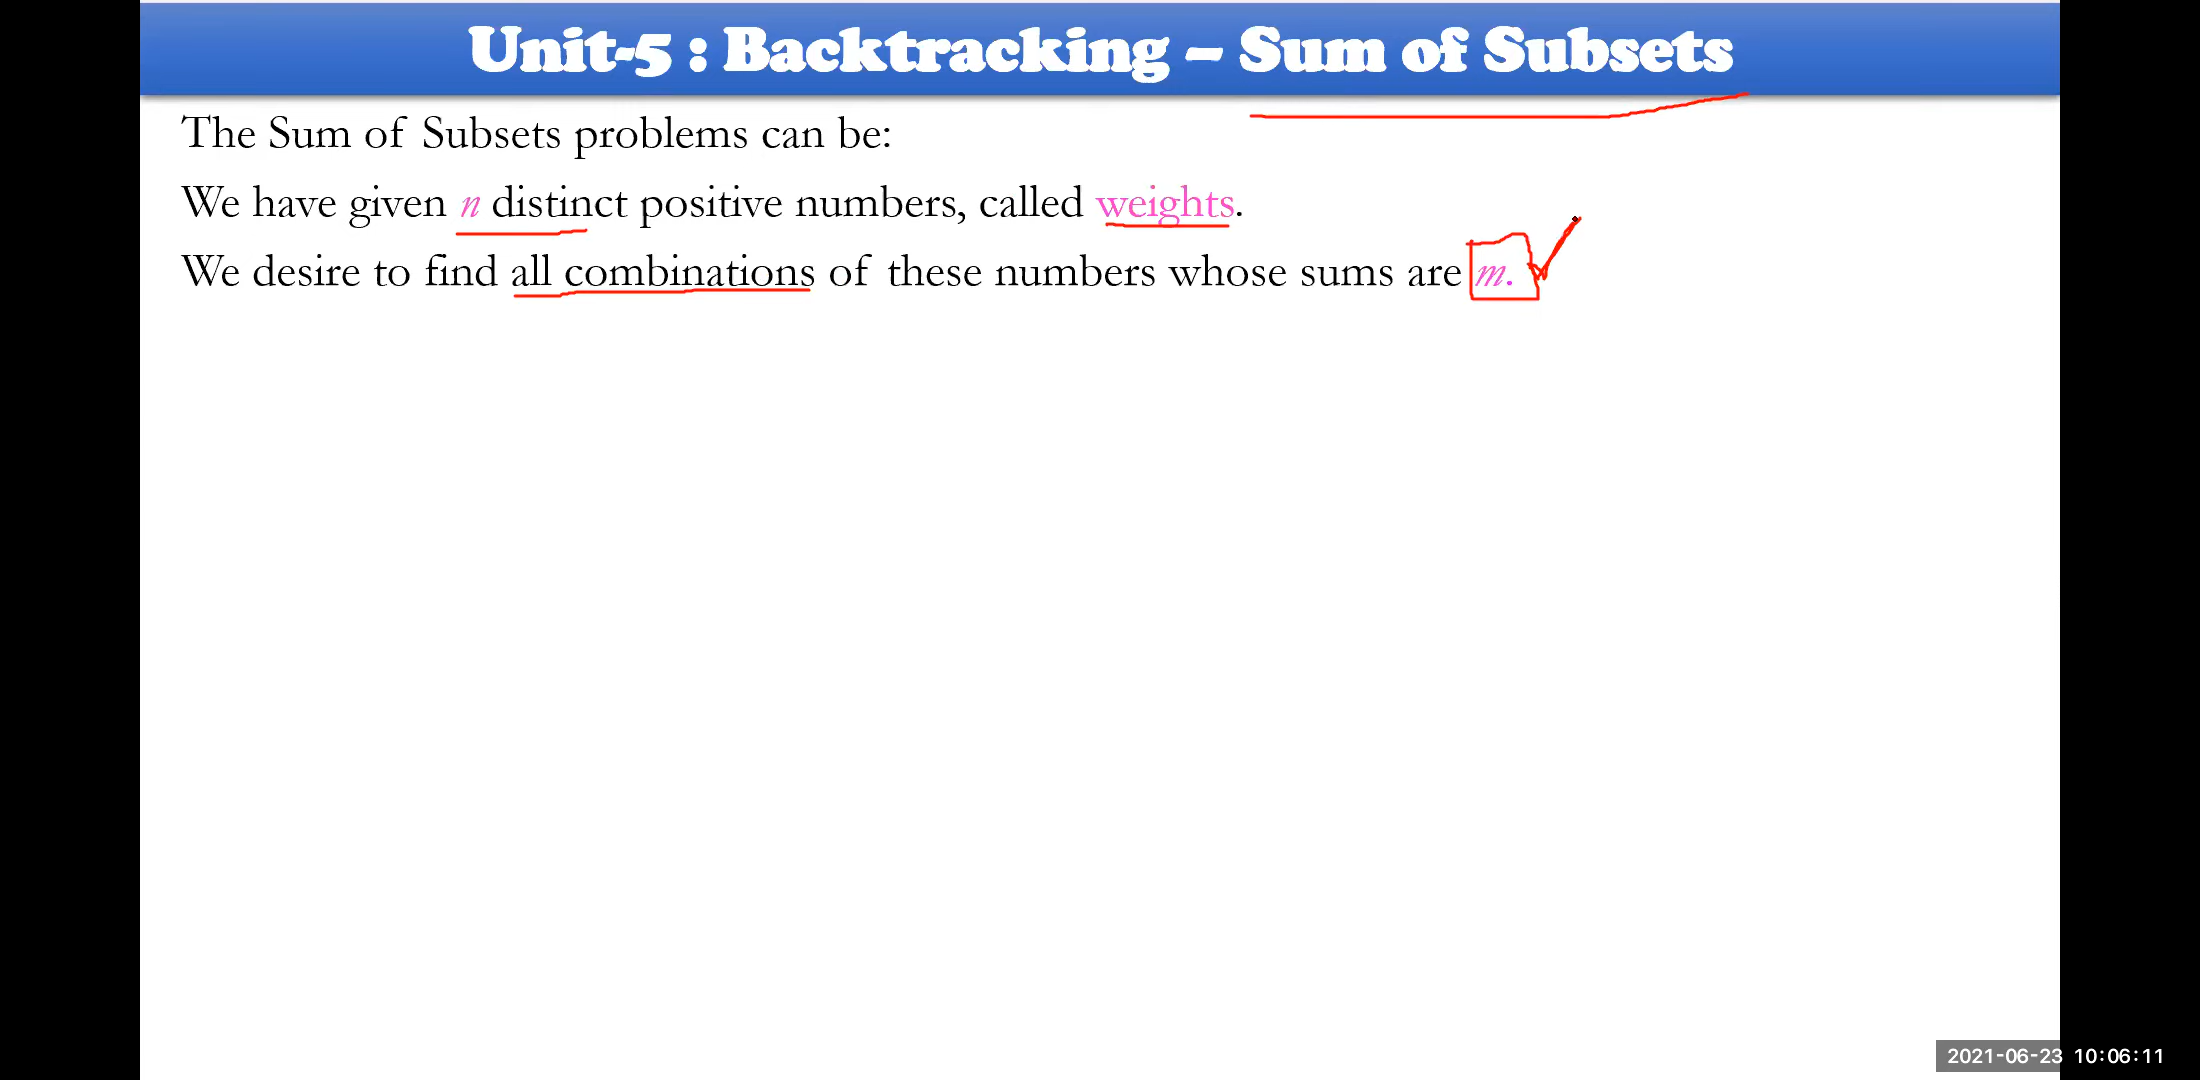 Unit-5 : Backtracking – Sum of Subsets
The Sum of Subsets problems can be:
We have given n distinct positive numbers, called weights.
We desire to find all combinations of these numbers whose sums are m.
2021-06-23 10:06:11